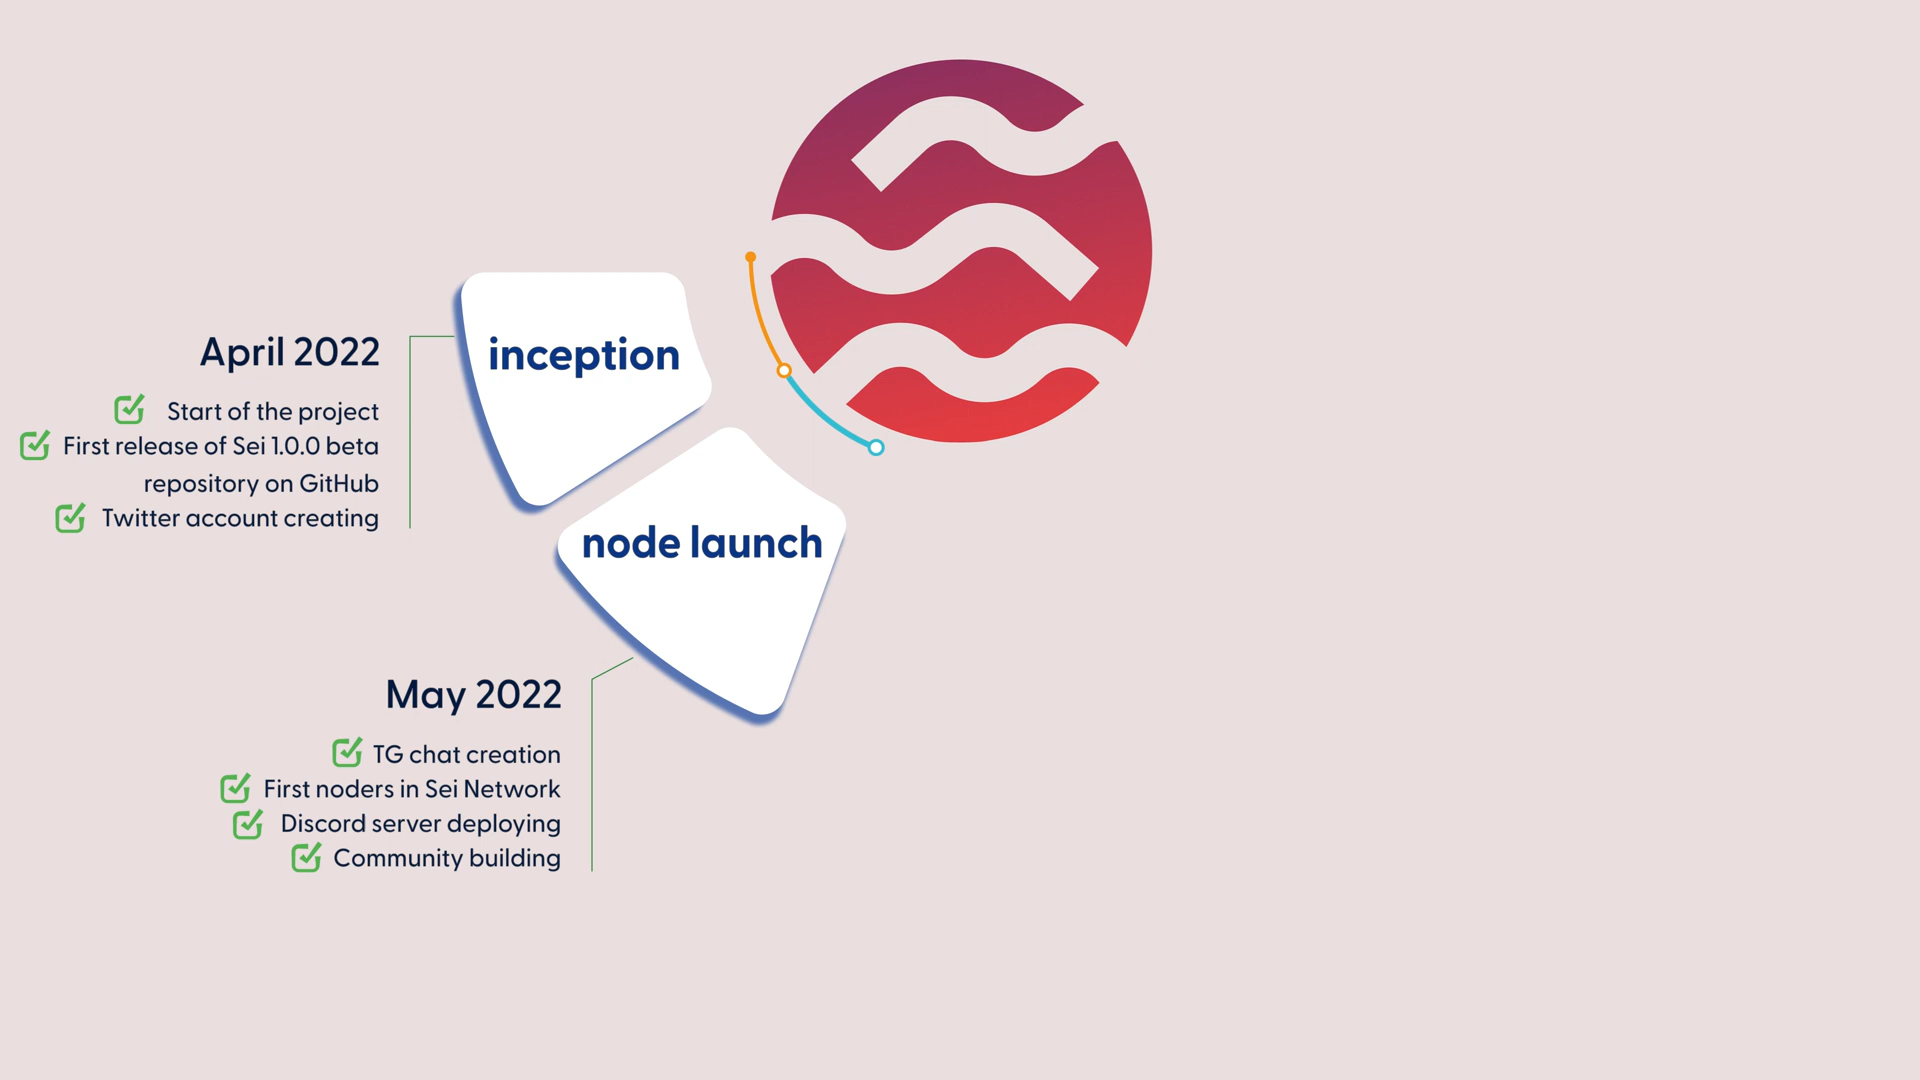 inception
April 2022
Start of the project
First release of Sei 1.0.0 beta
repository on GitHub
Twitter account creating
node launch
May 2022
TG chat creation
First noders in Sei Network
Discord server deploying
Community building